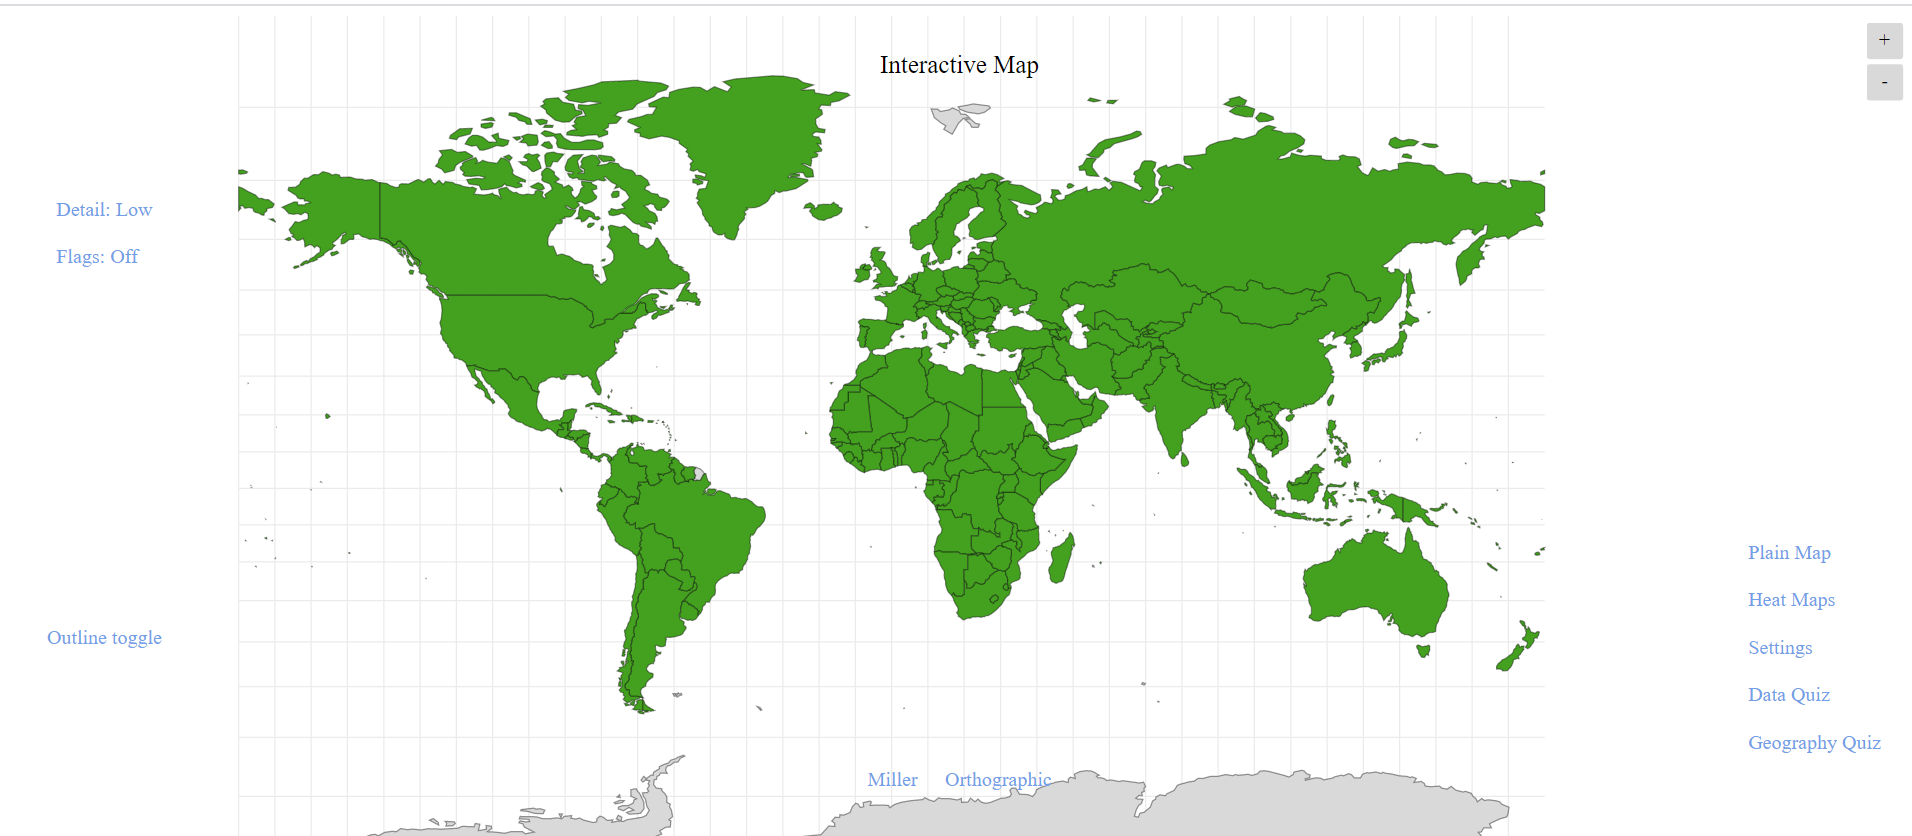 Interactive Map
+
-
Detail: Low
Flags: Off
Outline toggle
Plain Map
Heat Maps
Settings
Data Quiz
Geography Quiz
Miller Orthographic